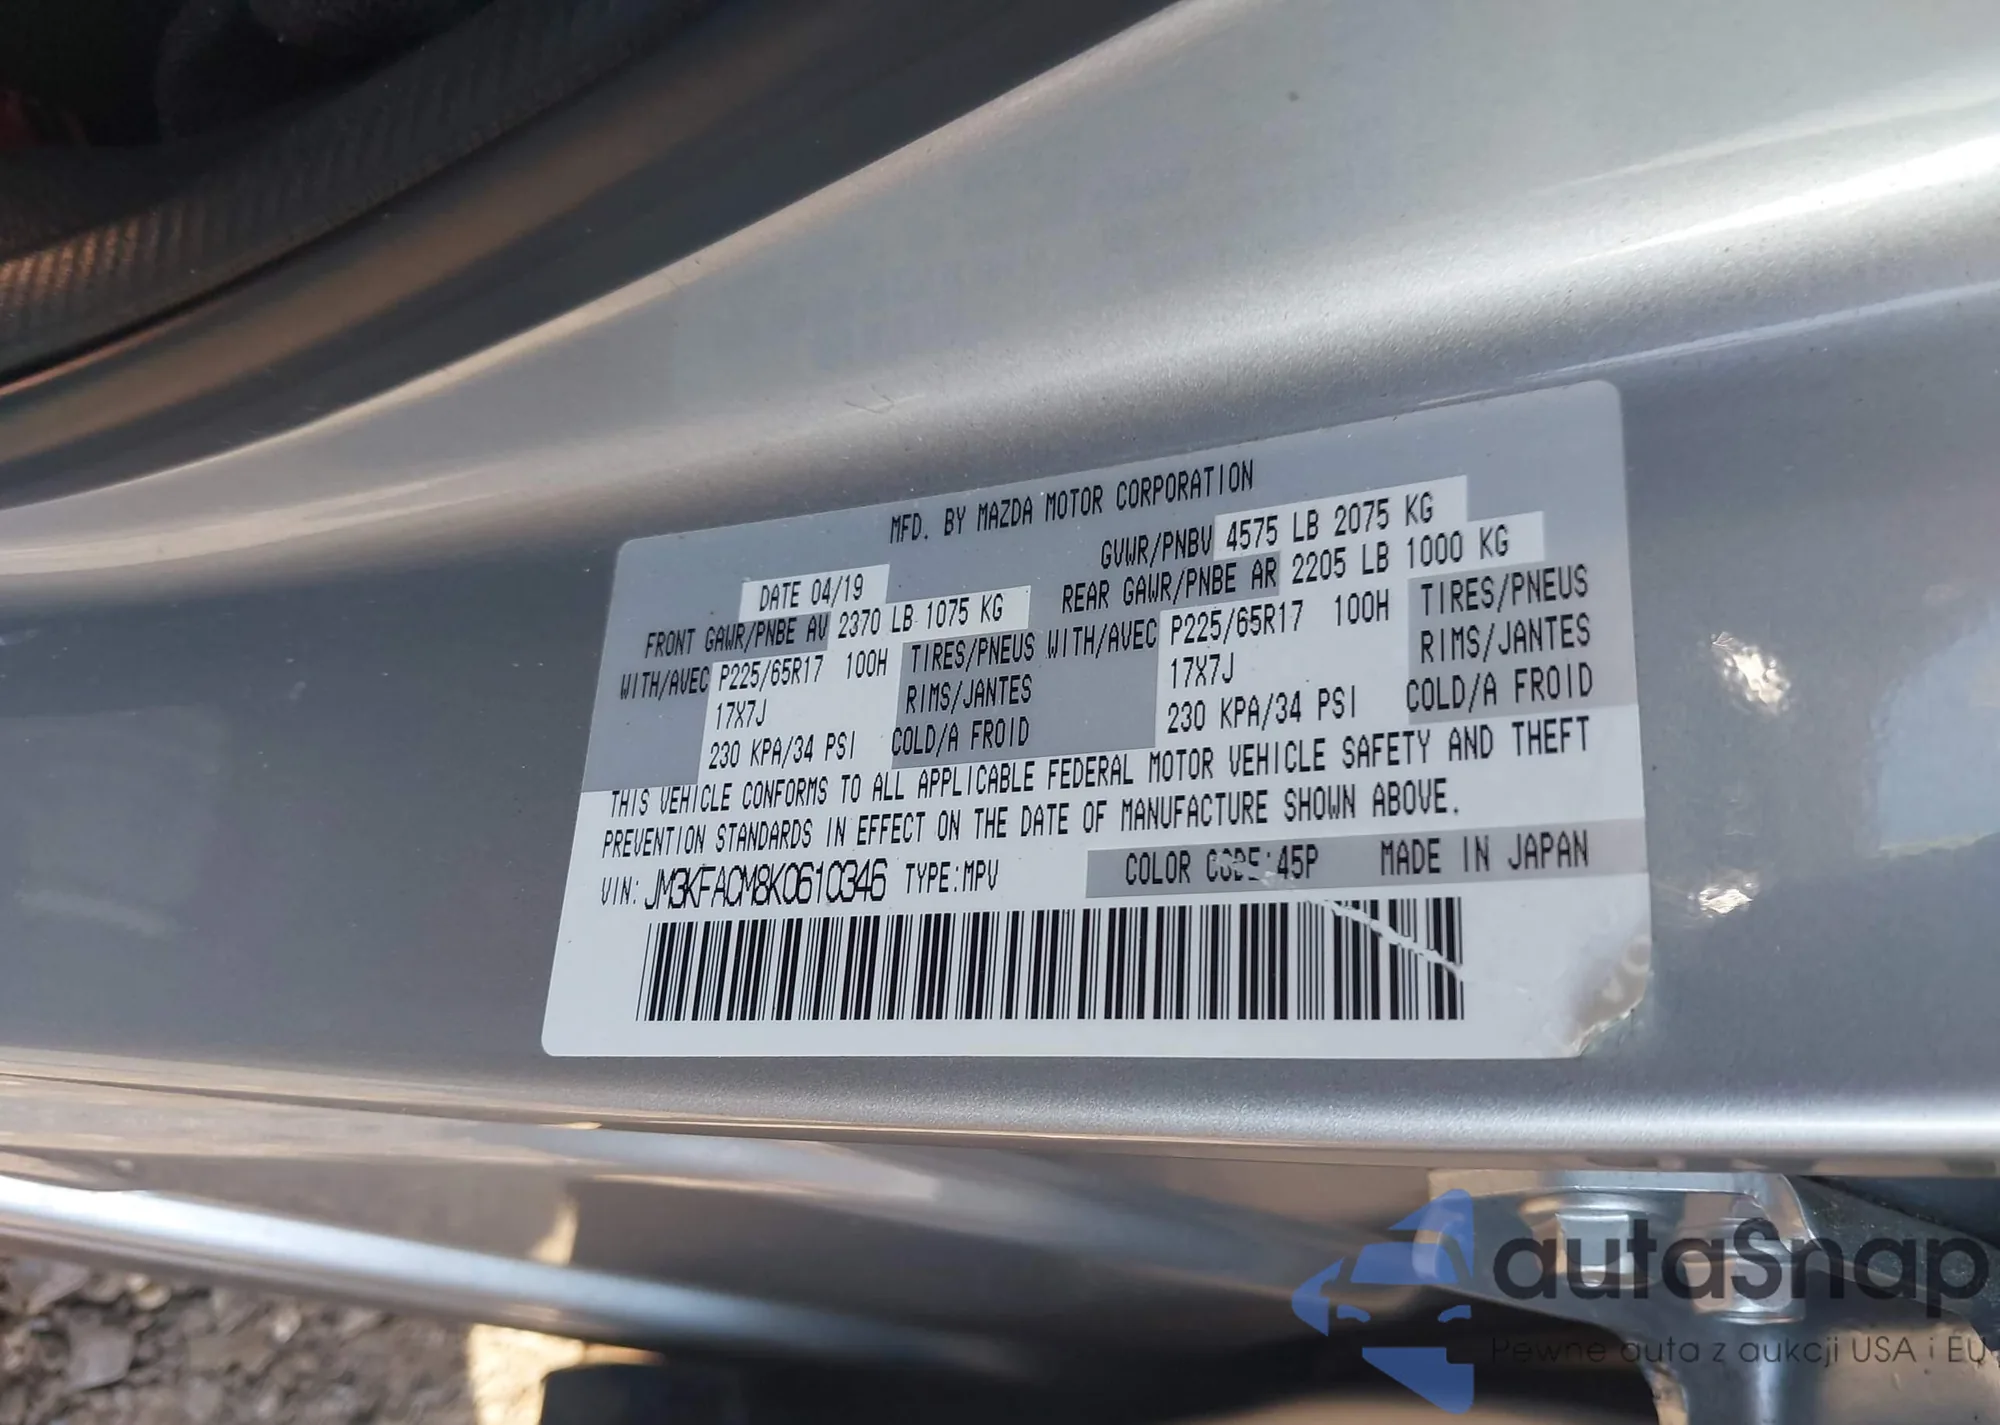 MFD. BY MAZDA MOTOR CORPORATION
GVWR/PNBV 4575 LB 2075 KG
DATE 04/19
REAR GAWR/PNBE AR 2205 LB 1000 KG
FRONT GAWR/PNBE AV 2370 LB 1075 KG
WITH/AVEC P225/65R17 100H TIRES/PNEUS WITH/AVEC P225/65R17 100H TIRES/PNEUS
17X7J RIMS/JANTES 17X7J RIMS/JANTES
230 KPA/34 PSI COLD/A FROID 230 KPA/34 PSI COLD/A FROID
THIS VEHICLE CONFORMS TO ALL APPLICABLE FEDERAL MOTOR VEHICLE SAFETY AND THEFT
PREVENTION STANDARDS IN EFFECT ON THE DATE OF MANUFACTURE SHOWN ABOVE.
VIN: JM3KFACM8K0610346 TYPE:MPV COLOR CODE:45P MADE IN JAPAN
autaSnap
Pewne auta z aukcji USA i EU